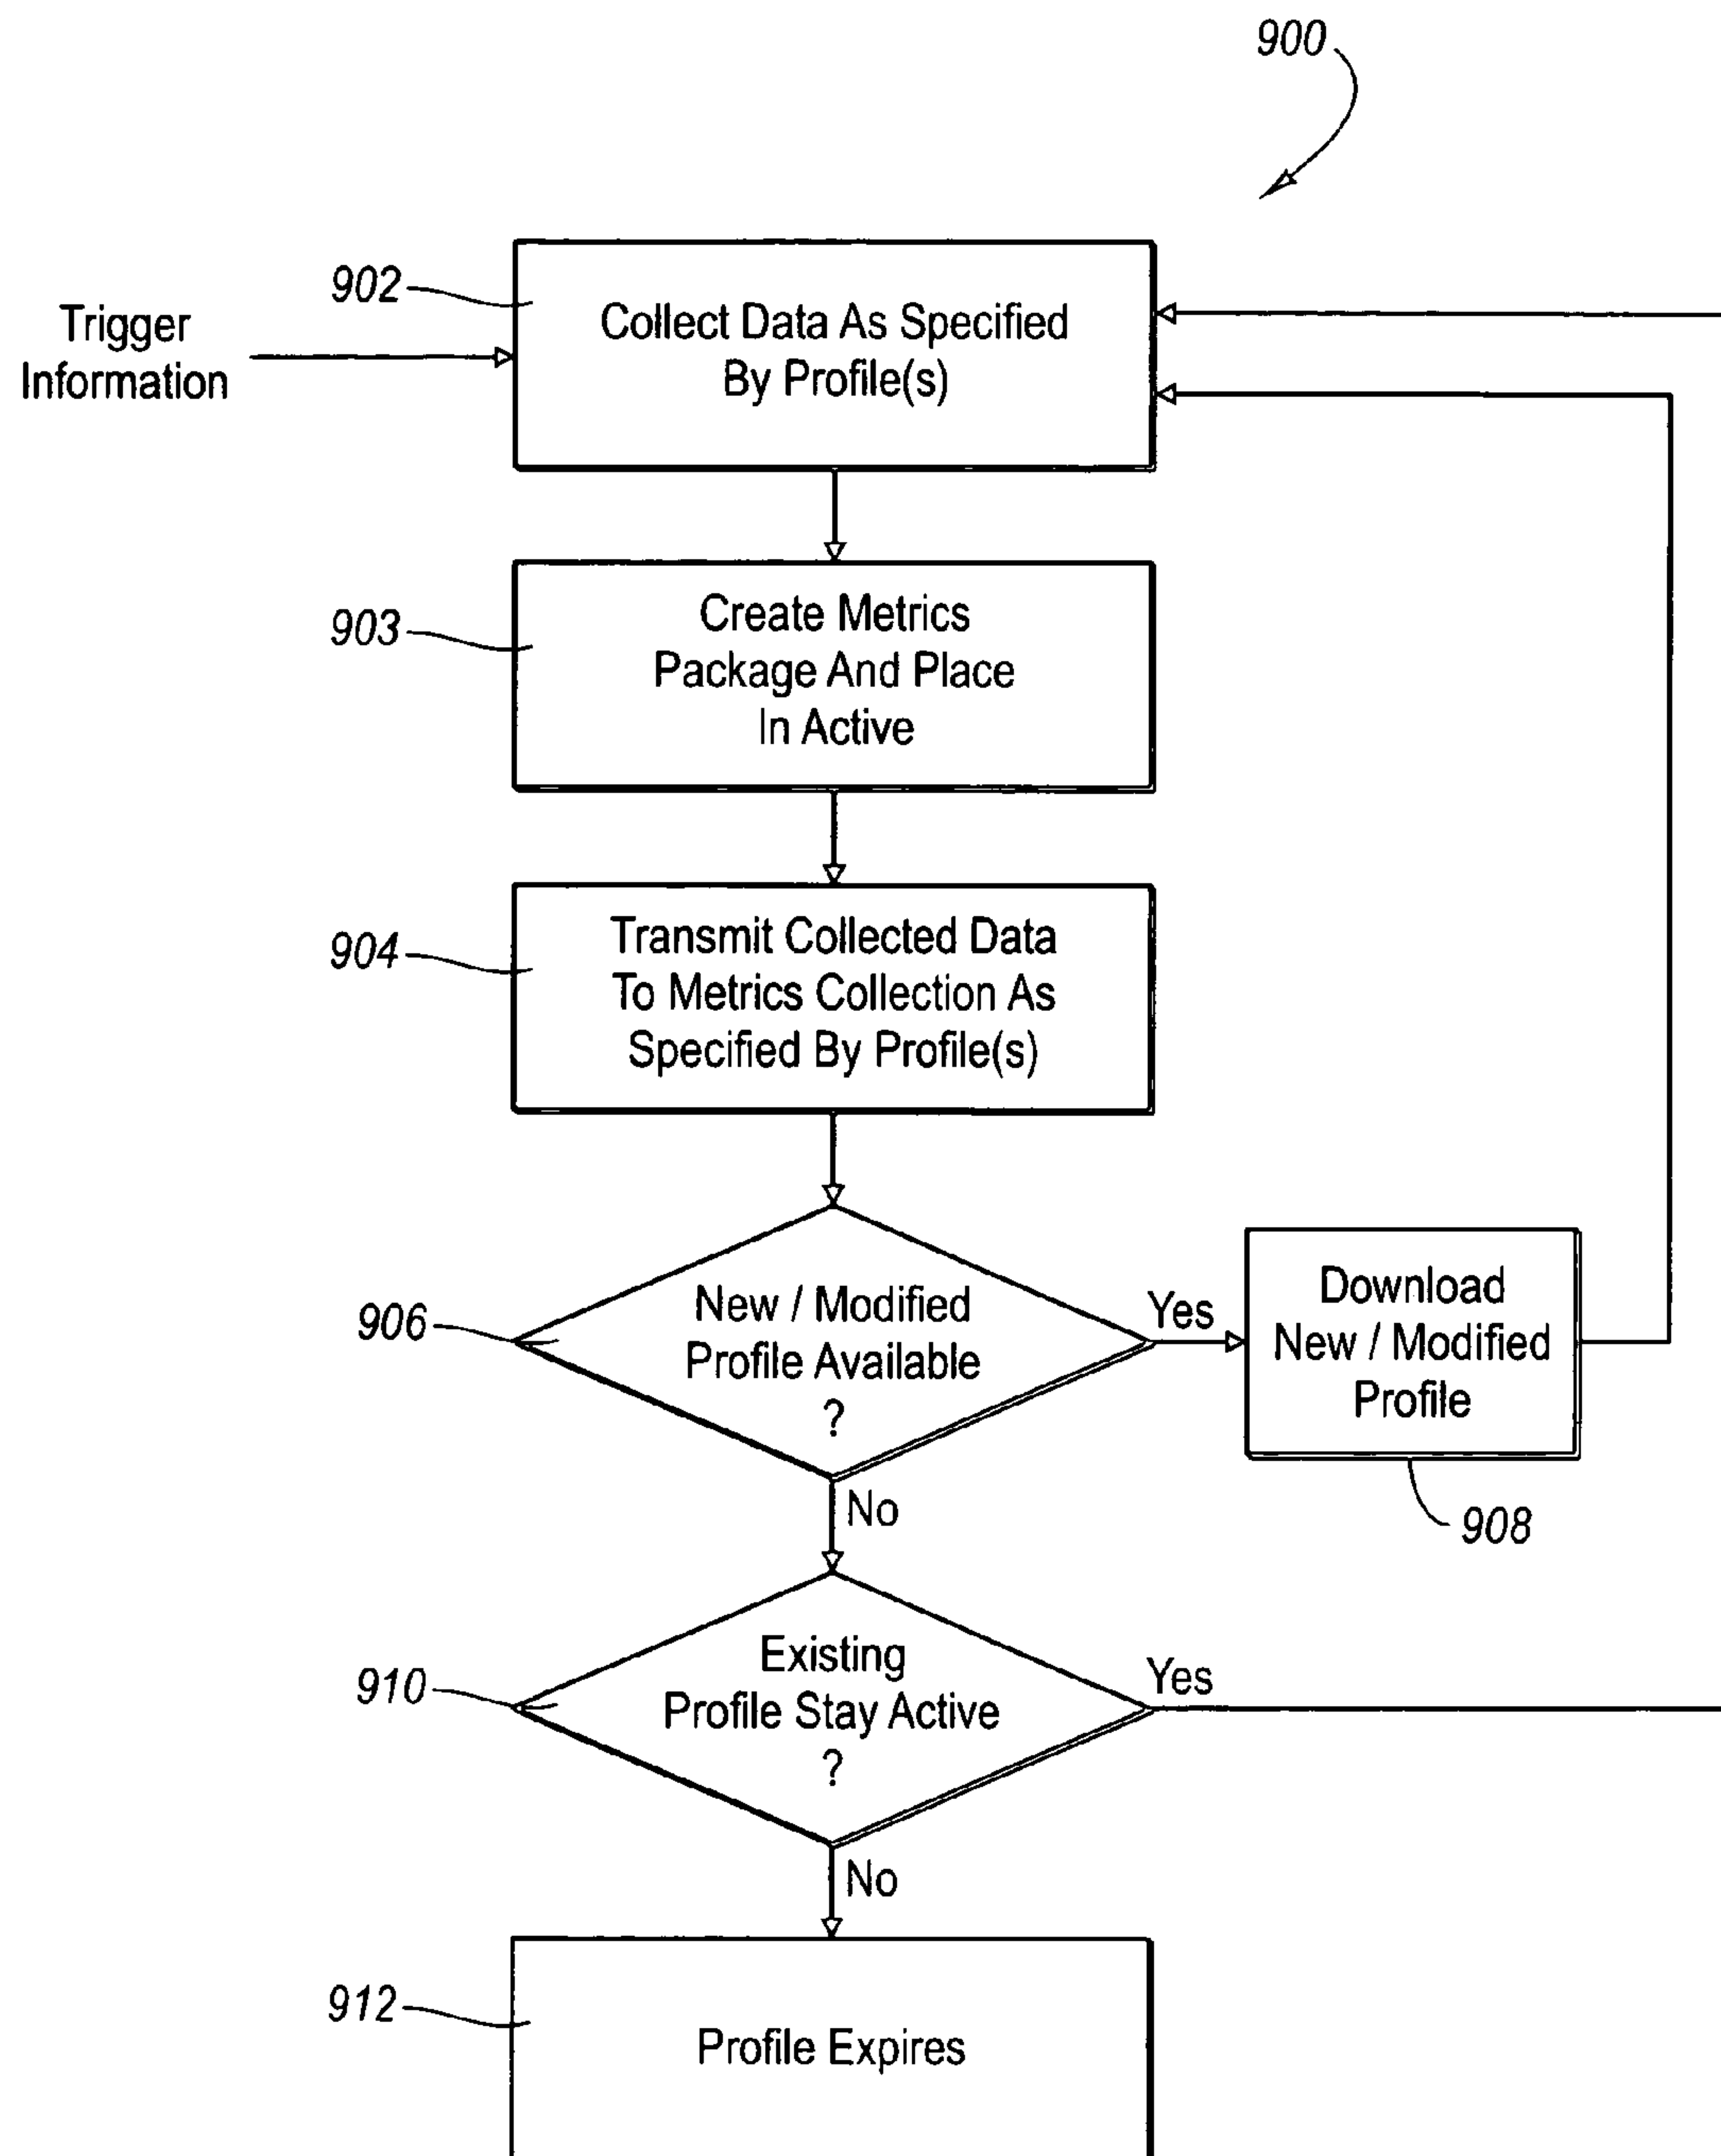 900
902
Trigger
Information
Collect Data As Specified
By Profile(s)
903
Create Metrics
Package And Place
In Active
904
Transmit Collected Data
To Metrics Collection As
Specified By Profile(s)
906
New / Modified
Profile Available
?
Yes
Download
New / Modified
Profile
908
No
910
Existing
Profile Stay Active
?
Yes
No
912
Profile Expires